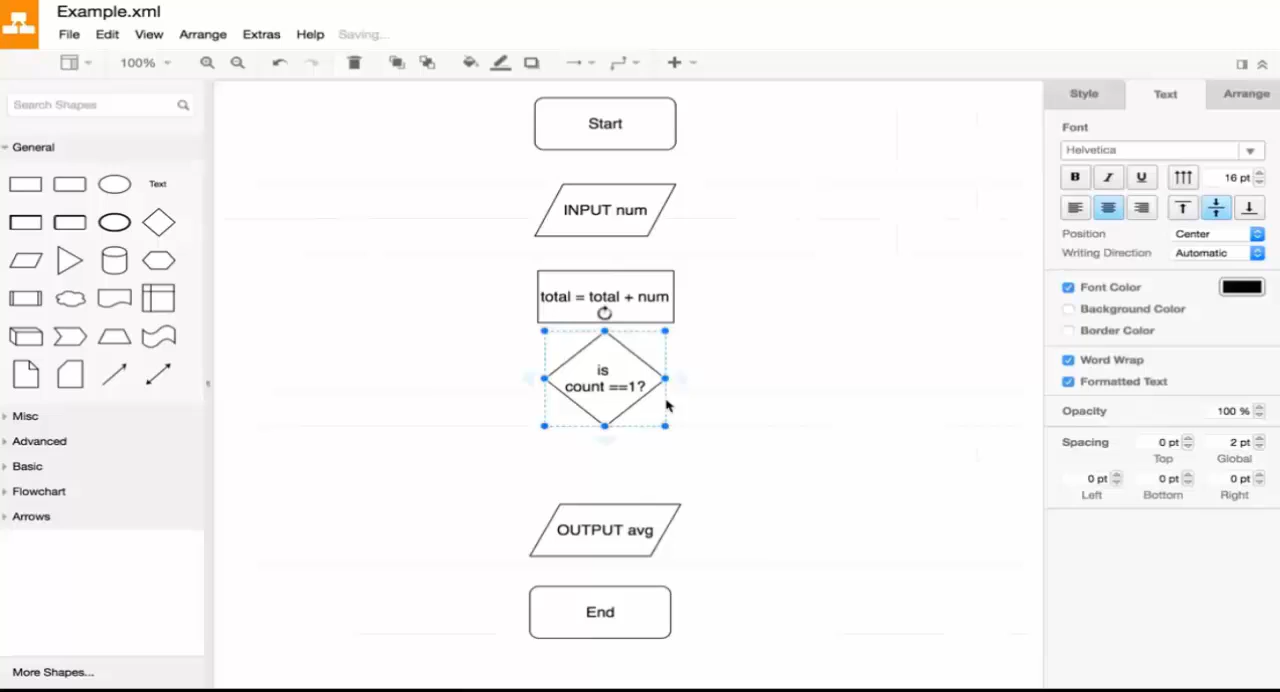 Example.xml
File Edit View Arrange Extras Help Saving...
100%
Search Shapes
General
Text
Misc
Advanced
Basic
Flowchart
Arrows
More Shapes...
Start
INPUT num
total = total + num
is
count ==1?
OUTPUT avg
End
Style Text Arrange
Font
Helvetica
B I U 16 pt
Position Center
Writing Direction Automatic
Font Color
Background Color
Border Color
Word Wrap
Formatted Text
Opacity 100 %
Spacing 0 pt 2 pt
Top Global
0 pt 0 pt 0 pt
Left Bottom Right